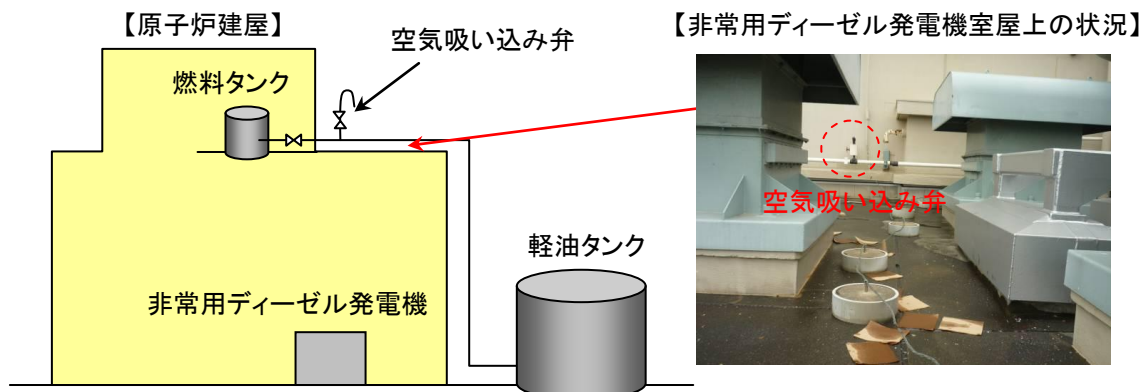 【原子炉建屋】
空気吸い込み弁
燃料タンク
軽油タンク
非常用ディーゼル発電機
【非常用ディーゼル発電機室屋上の状況】
空気吸い込み弁